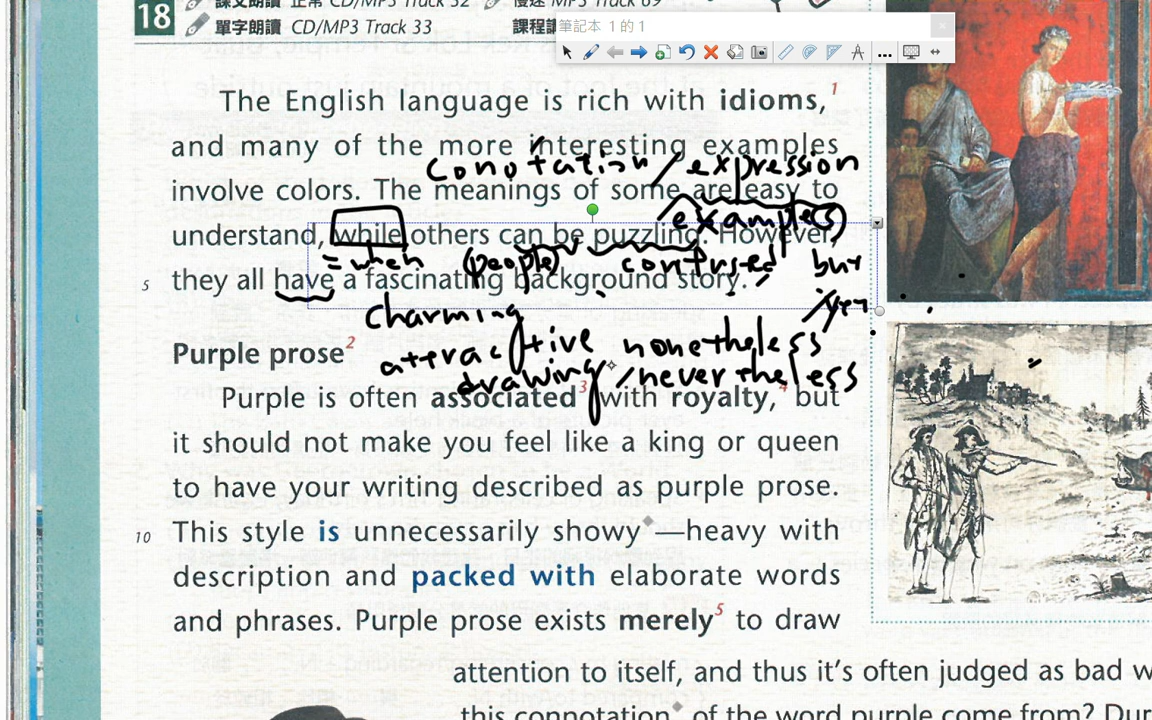 18
課文朗讀 正常 CD/MP3 Track 32 慢速 MP3 Track 69
單字朗讀 CD/MP3 Track 33
筆記本 1 的 1
The English language is rich with idioms,1
and many of the more interesting examples
conotation / expression
involve colors. The meanings of some are easy to
(examples)
understand, while others can be puzzling. However,
= when (people) confused but
5 they all have a fascinating background story.
/yet
charming
attractive nonetheless
Purple prose2
drawing /nevertheless
Purple is often associated3 with royalty,4 but
it should not make you feel like a king or queen
to have your writing described as purple prose.
10 This style is unnecessarily showy—heavy with
description and packed with elaborate words
and phrases. Purple prose exists merely5 to draw
attention to itself, and thus it's often judged as bad w
this connotation of the word purple come from? Dur